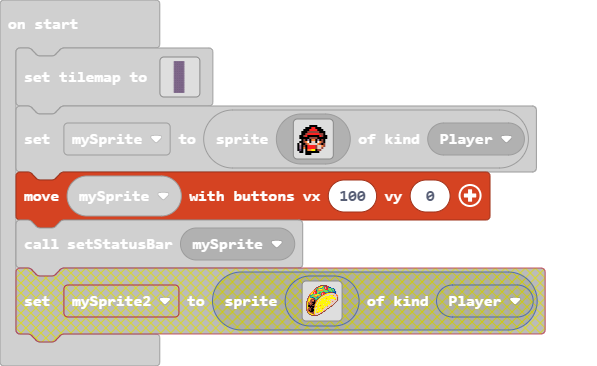 on start
set tilemap to
set mySprite to sprite of kind Player
move mySprite with buttons vx 100 vy 0
call setStatusBar mySprite
set mySprite2 to sprite of kind Player